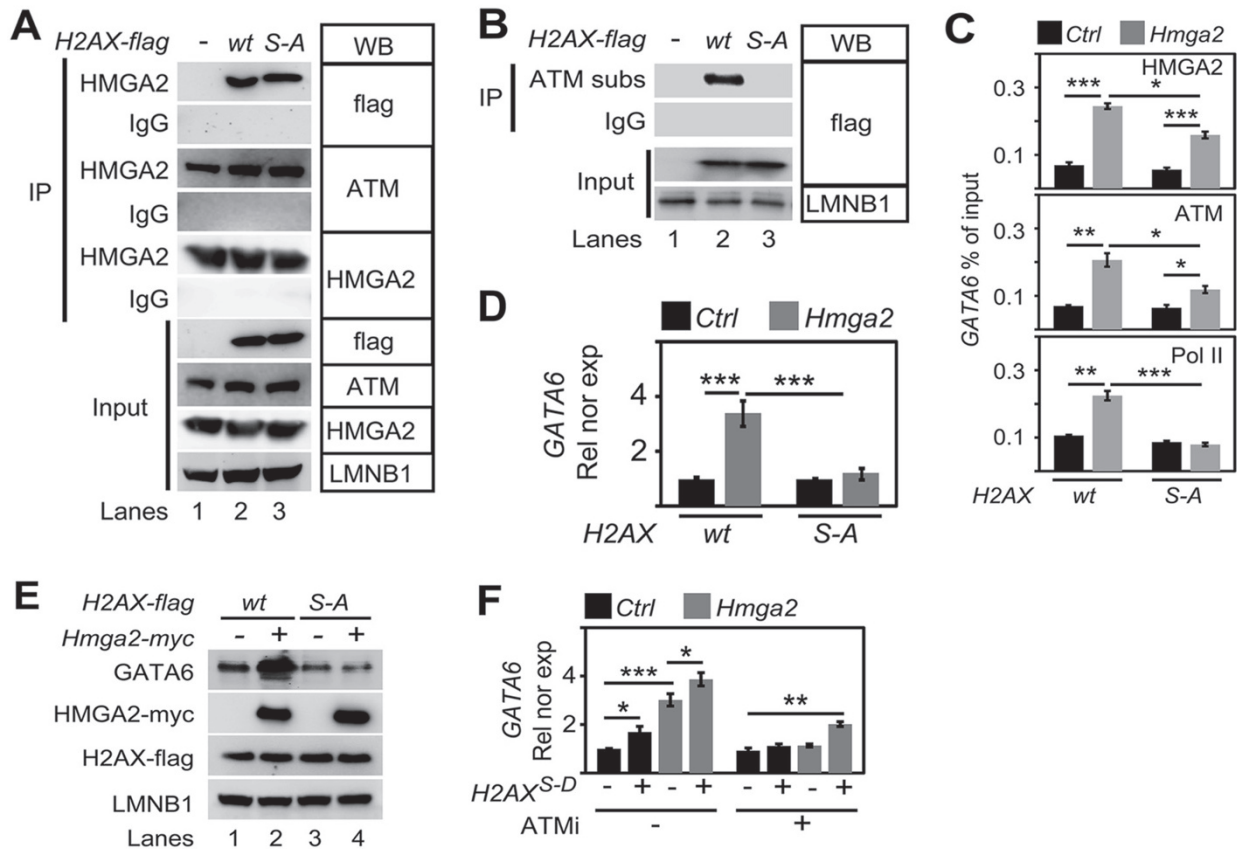 A
H2AX-flag - wt S-A WB
IP
HMGA2
IgG
flag
HMGA2
IgG
ATM
HMGA2
IgG
HMGA2
Input
flag
ATM
HMGA2
LMNB1
Lanes 1 2 3
B
H2AX-flag - wt S-A WB
IP
ATM subs
IgG
flag
Input
LMNB1
Lanes 1 2 3
C
Ctrl Hmga2
GATA6 % of input
HMGA2
0.3
0.1
*** *
***
ATM
0.3
0.1
** *
*
Pol II
0.3
0.1
** ***
H2AX wt S-A
D
Ctrl Hmga2
GATA6
Rel nor exp
4
2
*** ***
H2AX wt S-A
E
H2AX-flag wt S-A
Hmga2-myc - + - +
GATA6
HMGA2-myc
H2AX-flag
LMNB1
Lanes 1 2 3 4
F
Ctrl Hmga2
GATA6
Rel nor exp
4
2
*** *
* **
H2AX S-D - + - + - + - +
ATMi - +